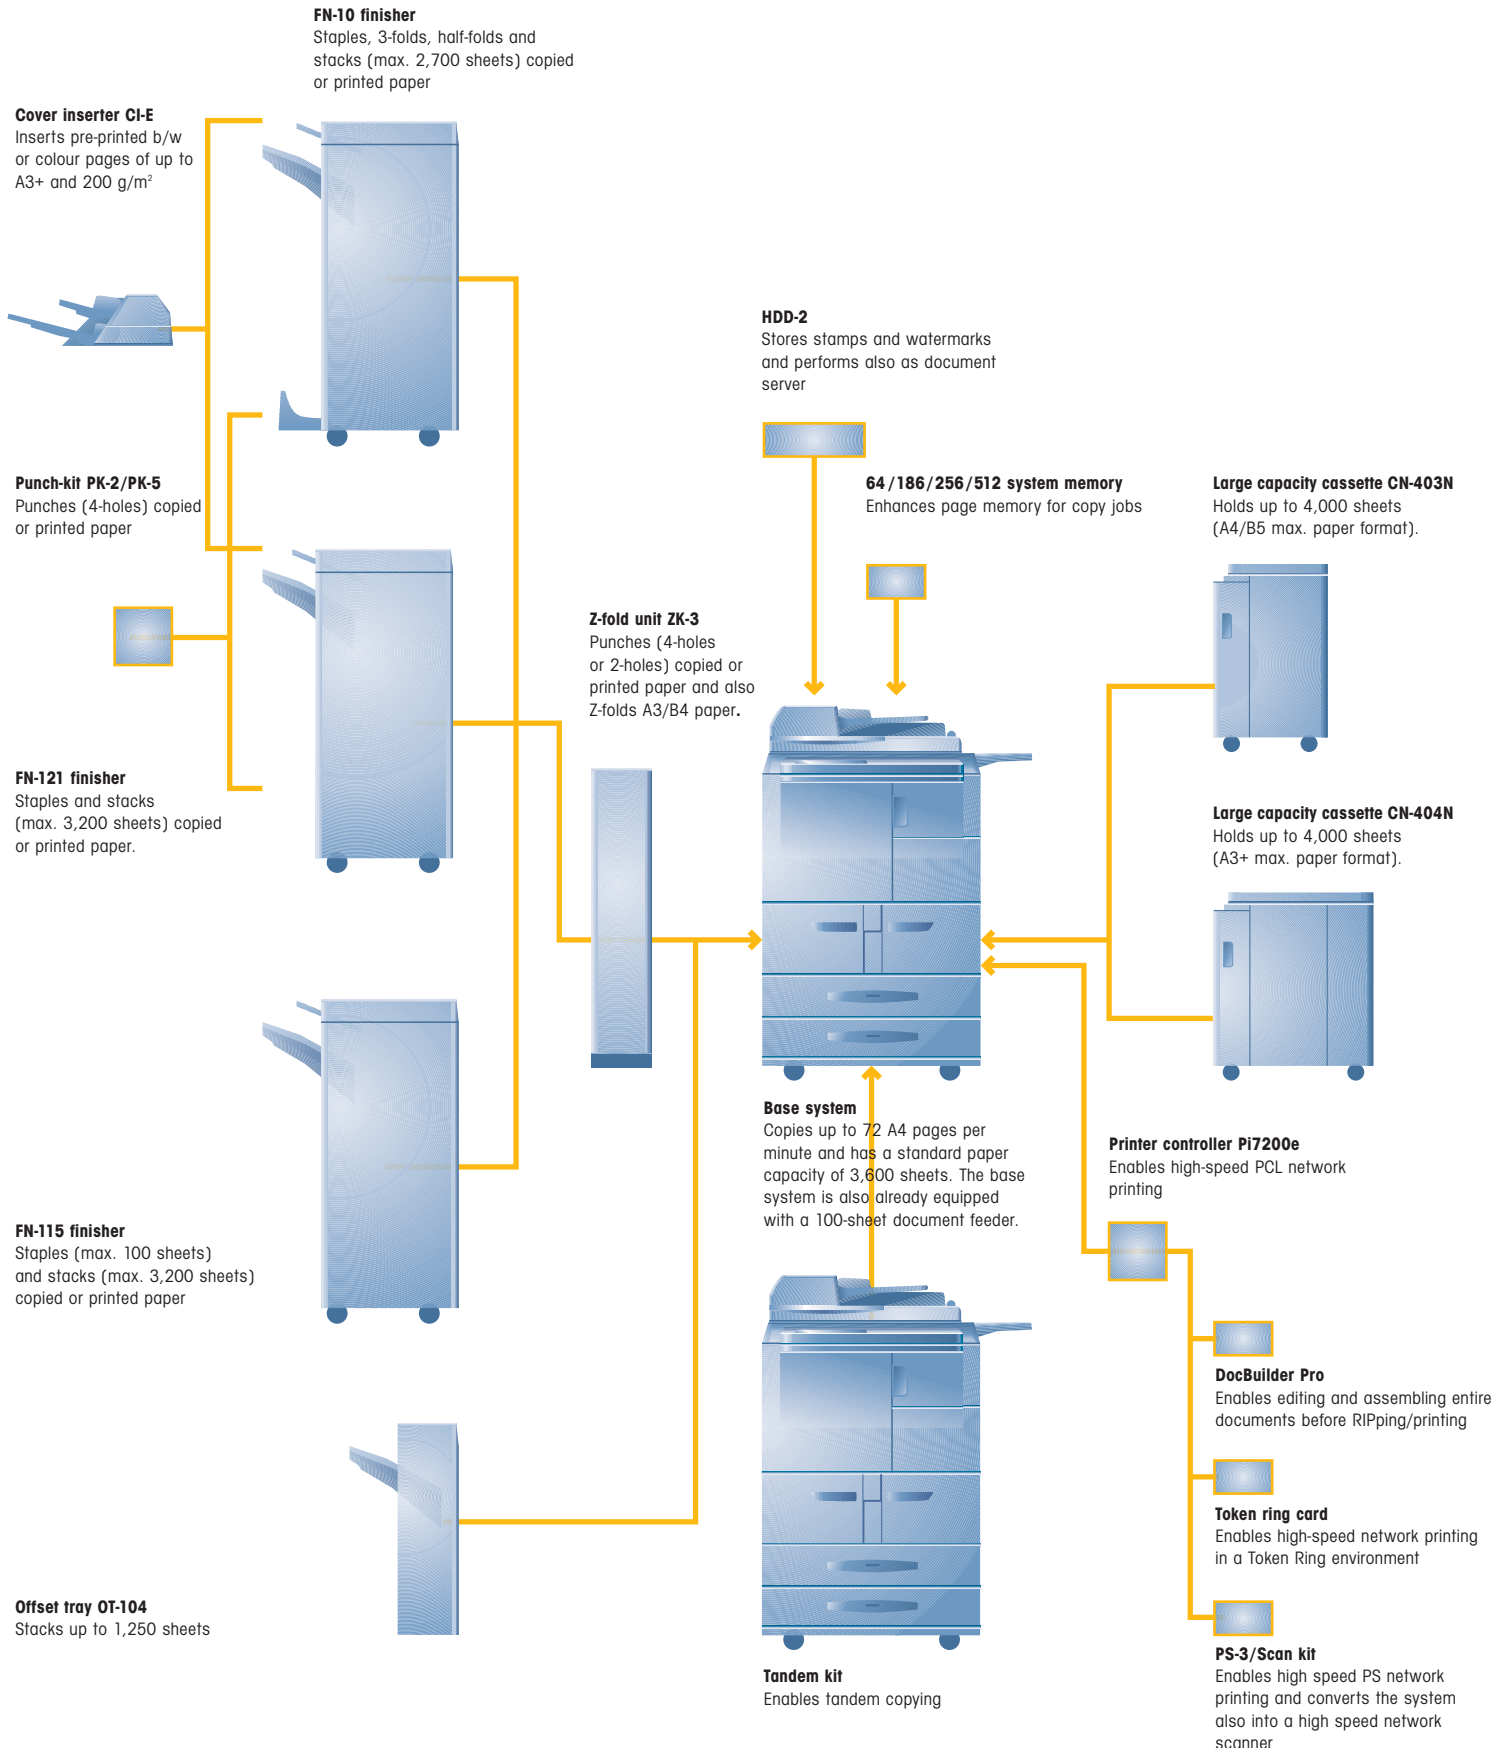 FN-10 finisher
Staples, 3-folds, half-folds and
stacks (max. 2,700 sheets) copied
or printed paper
Cover inserter CI-E
Inserts pre-printed b/w
or colour pages of up to
A3+ and 200 g/m²
HDD-2
Stores stamps and watermarks
and performs also as document
server
Punch-kit PK-2/PK-5
Punches (4-holes) copied
or printed paper
64/186/256/512 system memory
Enhances page memory for copy jobs
Large capacity cassette CN-403N
Holds up to 4,000 sheets
(A4/B5 max. paper format).
Z-fold unit ZK-3
Punches (4-holes
or 2-holes) copied or
printed paper and also
Z-folds A3/B4 paper.
FN-121 finisher
Staples and stacks
(max. 3,200 sheets) copied
or printed paper.
Large capacity cassette CN-404N
Holds up to 4,000 sheets
(A3+ max. paper format).
Base system
Copies up to 72 A4 pages per
minute and has a standard paper
capacity of 3,600 sheets. The base
system is also already equipped
with a 100-sheet document feeder.
Printer controller Pi7200e
Enables high-speed PCL network
printing
FN-115 finisher
Staples (max. 100 sheets)
and stacks (max. 3,200 sheets)
copied or printed paper
DocBuilder Pro
Enables editing and assembling entire
documents before RIPping/printing
Token ring card
Enables high-speed network printing
in a Token Ring environment
Offset tray OT-104
Stacks up to 1,250 sheets
Tandem kit
Enables tandem copying
PS-3/Scan kit
Enables high speed PS network
printing and converts the system
also into a high speed network
scanner